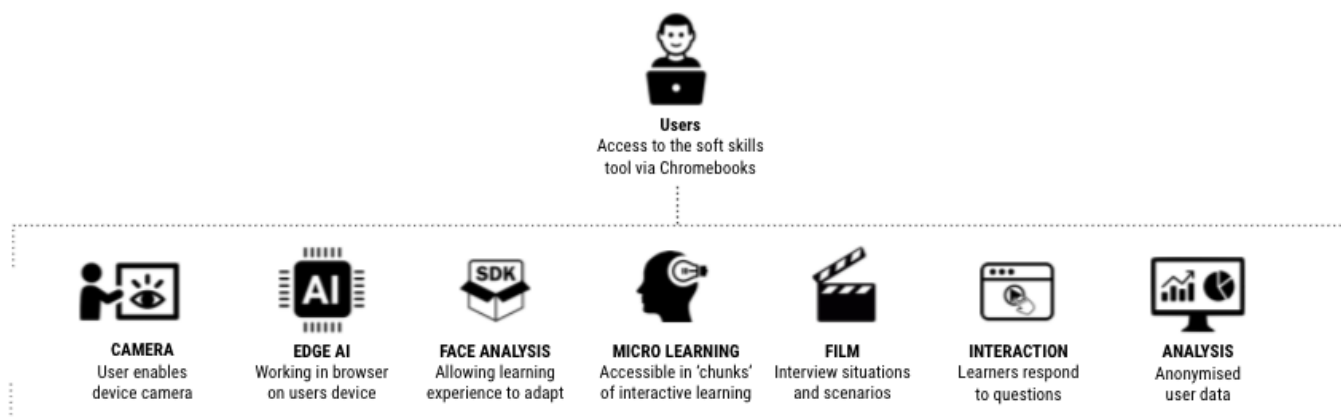 Users
Access to the soft skills
tool via Chromebooks
AI
SDK
CAMERA
User enables
device camera
EDGE AI
Working in browser
on users device
FACE ANALYSIS
Allowing learning
experience to adapt
MICRO LEARNING
Accessible in ‘chunks’
of interactive learning
FILM
Interview situations
and scenarios
INTERACTION
Learners respond
to questions
ANALYSIS
Anonymised
user data